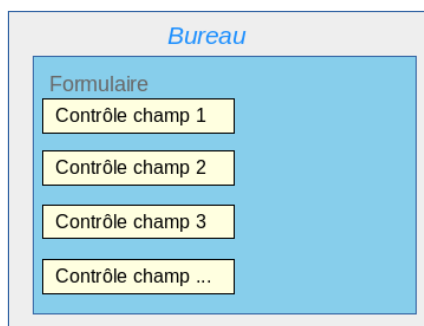 Bureau
Formulaire
Contrôle champ 1
Contrôle champ 2
Contrôle champ 3
Contrôle champ ...